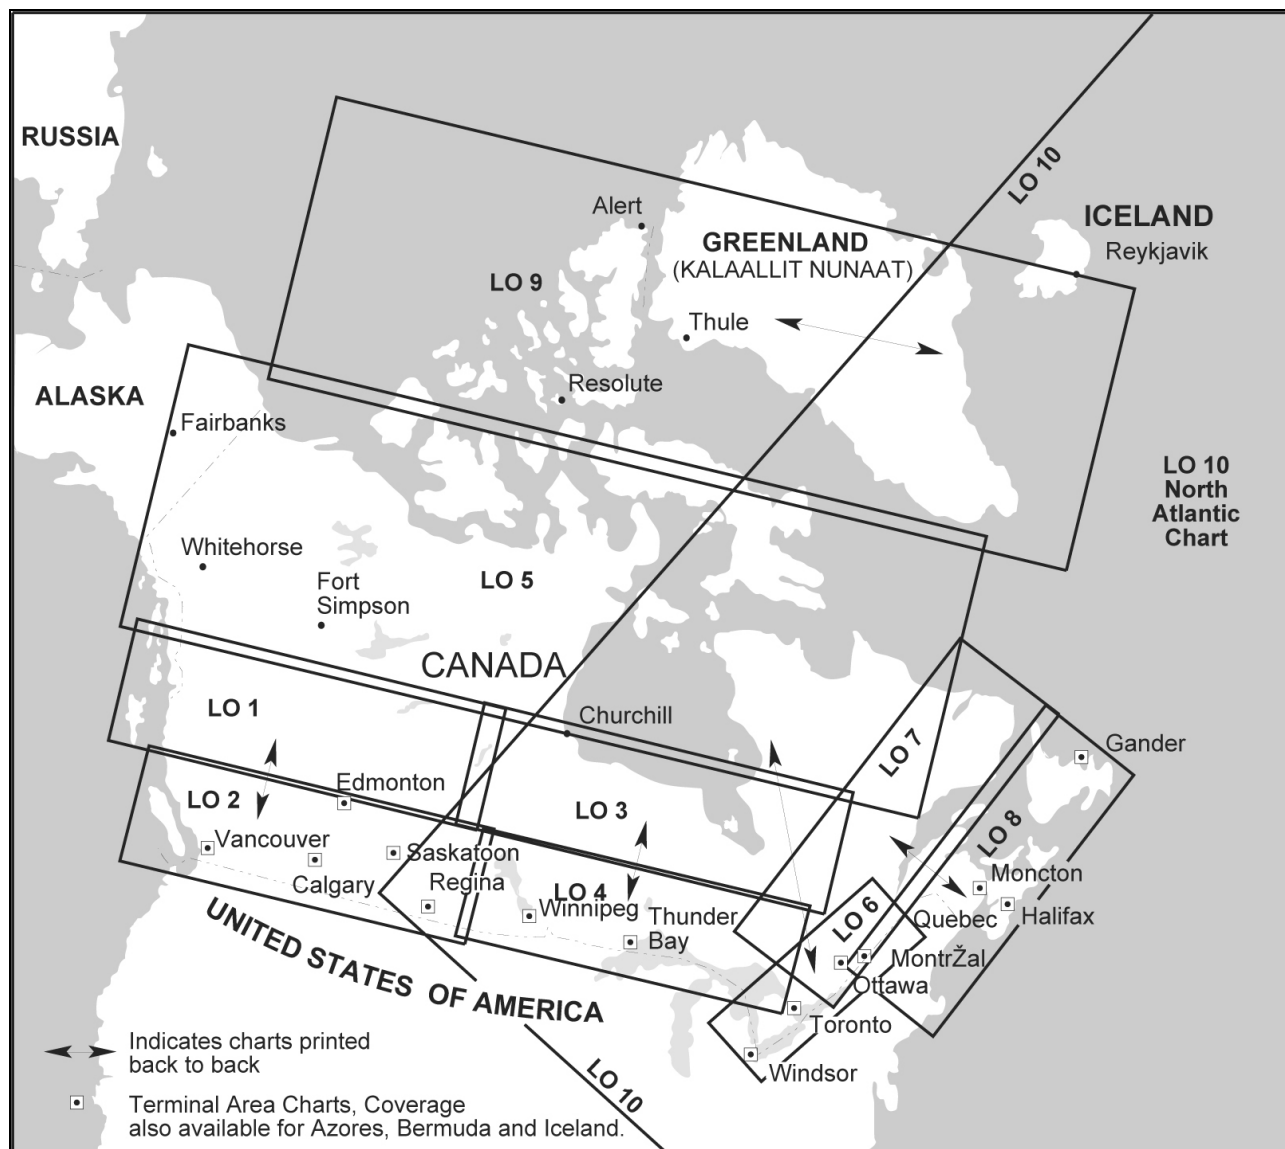 LO 10
RUSSIA
Alert
ICELAND
Reykjavik
GREENLAND
(KALAALLIT NUNAAT)
LO 9
Thule
Resolute
ALASKA
Fairbanks
LO 10
North
Atlantic
Chart
Whitehorse
Fort
Simpson
LO 5
CANADA
LO 1
Churchill
LO 7
Gander
Edmonton
LO 2
LO 3
LO 8
Vancouver
Saskatoon
Calgary
Regina
LO 4
Winnipeg
Thunder
Bay
LO 6
Moncton
Quebec
Halifax
MontrŽal
Ottawa
UNITED STATES OF AMERICA
Toronto
Windsor
LO 10
Indicates charts printed
back to back
Terminal Area Charts, Coverage
also available for Azores, Bermuda and Iceland.